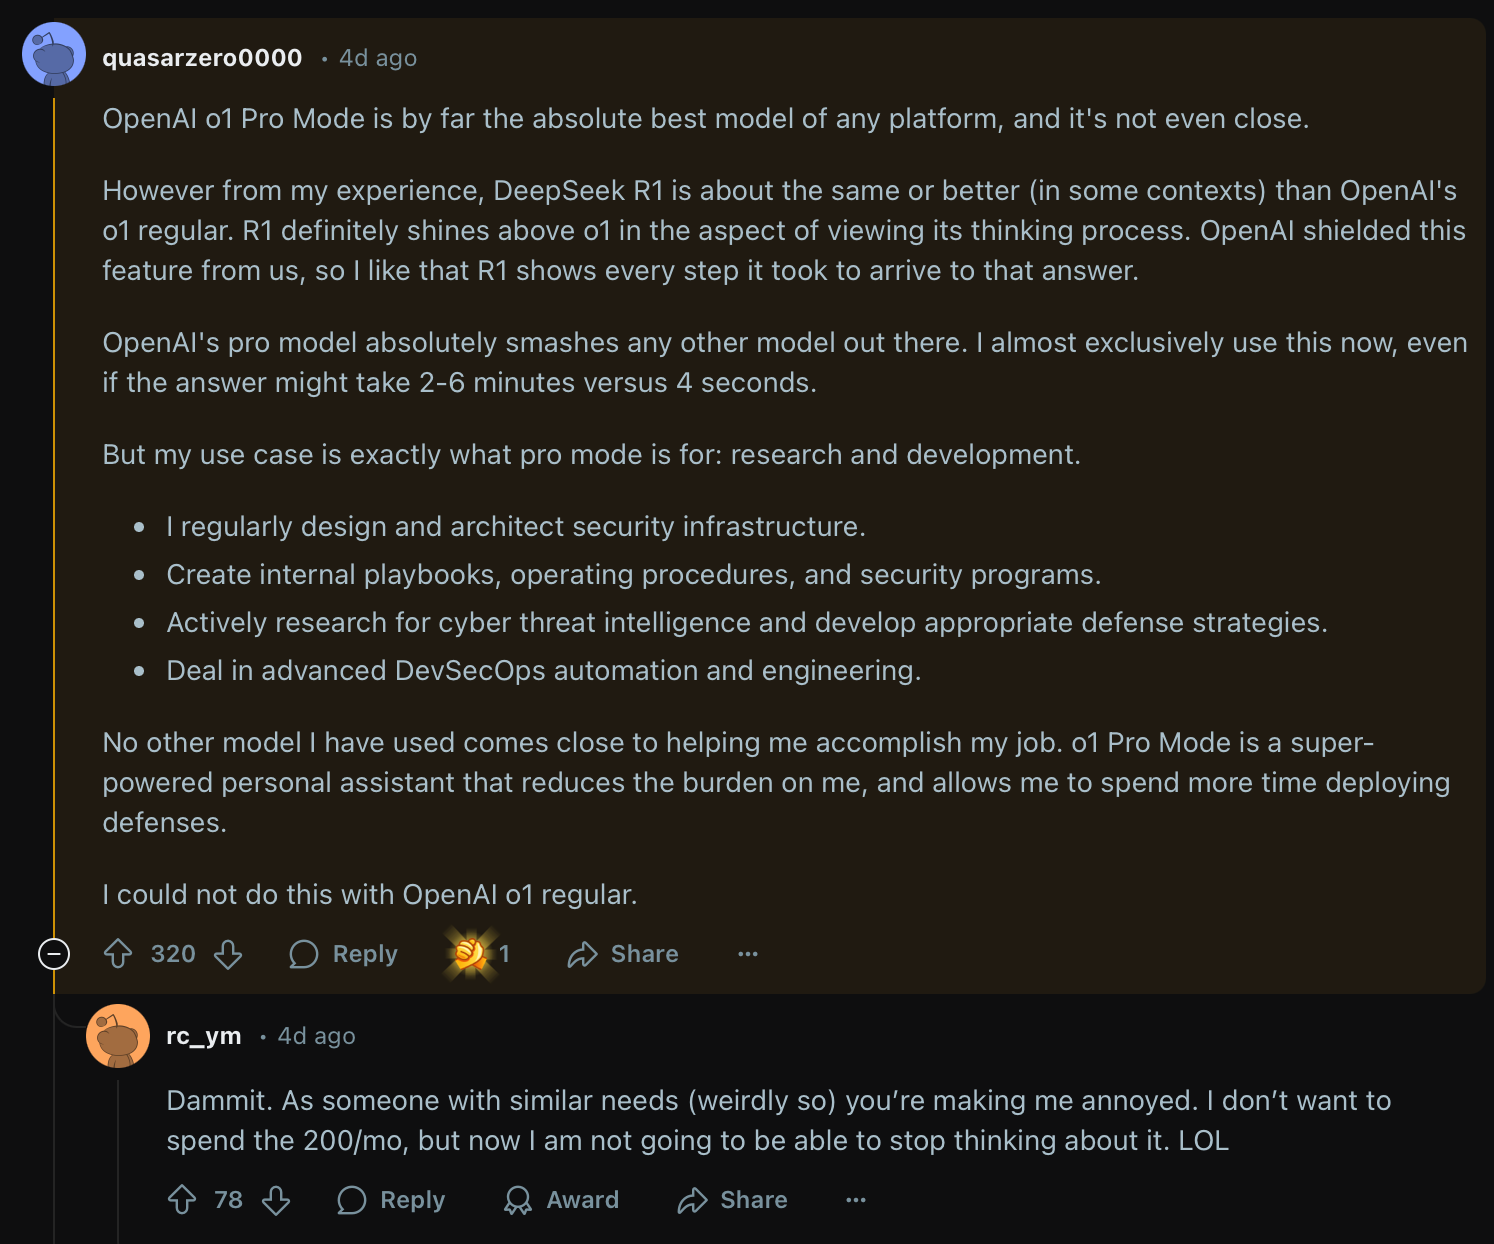 quasarzero0000 • 4d ago
OpenAI o1 Pro Mode is by far the absolute best model of any platform, and it's not even close.
However from my experience, DeepSeek R1 is about the same or better (in some contexts) than OpenAI's
o1 regular. R1 definitely shines above o1 in the aspect of viewing its thinking process. OpenAI shielded this
feature from us, so I like that R1 shows every step it took to arrive to that answer.
OpenAI's pro model absolutely smashes any other model out there. I almost exclusively use this now, even
if the answer might take 2-6 minutes versus 4 seconds.
But my use case is exactly what pro mode is for: research and development.
• I regularly design and architect security infrastructure.
• Create internal playbooks, operating procedures, and security programs.
• Actively research for cyber threat intelligence and develop appropriate defense strategies.
• Deal in advanced DevSecOps automation and engineering.
No other model I have used comes close to helping me accomplish my job. o1 Pro Mode is a super-
powered personal assistant that reduces the burden on me, and allows me to spend more time deploying
defenses.
I could not do this with OpenAI o1 regular.
320 Reply 1 Share ...
rc_ym • 4d ago
Dammit. As someone with similar needs (weirdly so) you’re making me annoyed. I don’t want to
spend the 200/mo, but now I am not going to be able to stop thinking about it. LOL
78 Reply Award Share ...